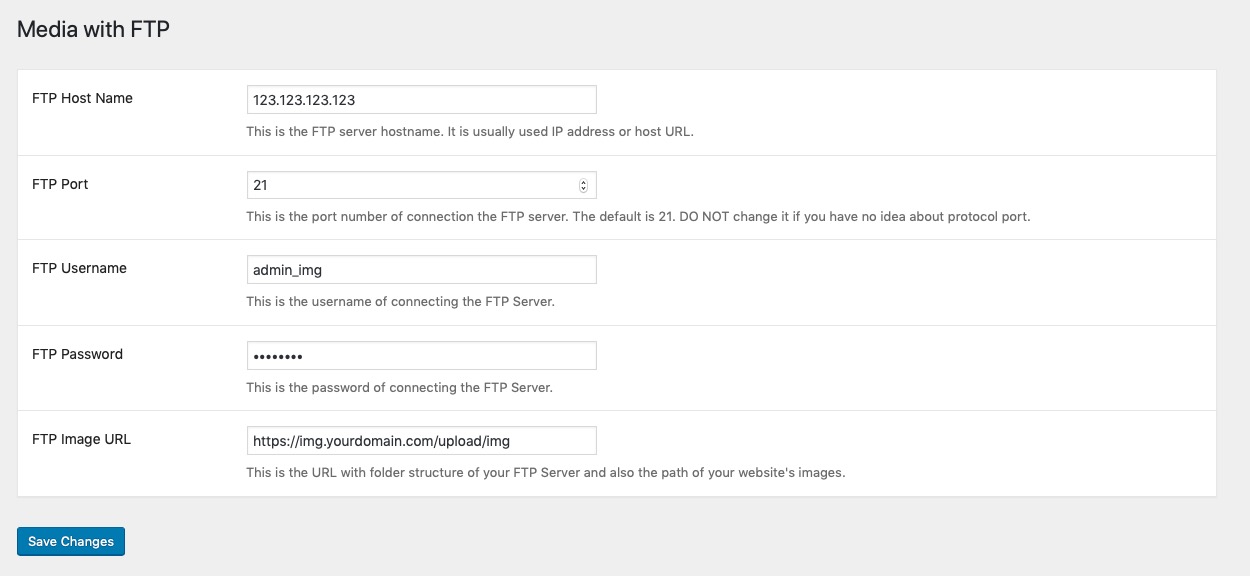 Media with FTP
FTP Host Name
123.123.123.123
This is the FTP server hostname. It is usually used IP address or host URL.
FTP Port
21
This is the port number of connection the FTP server. The default is 21. DO NOT change it if you have no idea about protocol port.
FTP Username
admin_img
This is the username of connecting the FTP Server.
FTP Password
••••••••
This is the password of connecting the FTP Server.
FTP Image URL
https://img.yourdomain.com/upload/img
This is the URL with folder structure of your FTP Server and also the path of your website's images.
Save Changes